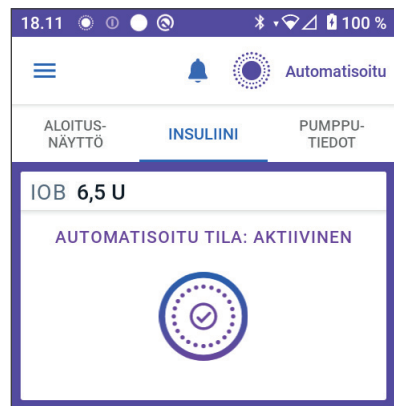 18.11 100 %
Automatisoitu
ALOITUS-
NÄYTTÖ
INSULIINI
PUMPPU-
TIEDOT
IOB 6,5 U
AUTOMATISOITU TILA: AKTIIVINEN